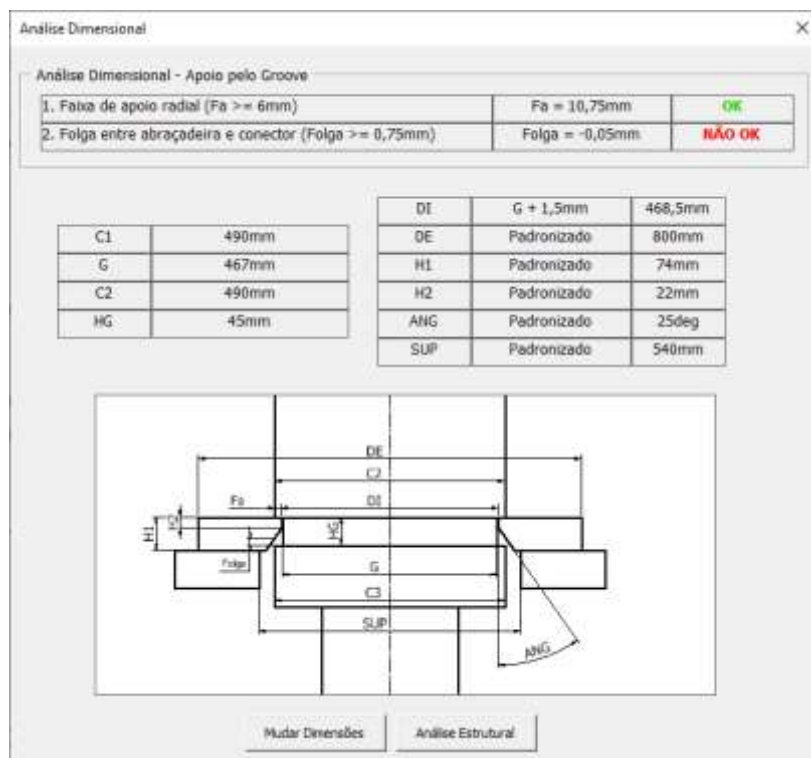 Análise Dimensional
Análise Dimensional - Apoio pelo Groove
1. Faixa de apoio radial (Fa >= 6mm) Fa = 10,75mm OK
2. Folga entre abraçadeira e conector (Folga >= 0,75mm) Folga = -0,05mm NÃO OK
C1 490mm
G 467mm
C2 490mm
HG 45mm
DI G + 1,5mm 468,5mm
DE Padronizado 800mm
H1 Padronizado 74mm
H2 Padronizado 22mm
ANG Padronizado 25deg
SUP Padronizado 540mm
DE
C2
Fa DI
H1 H2 HG
Folga
G
C3
SUP
ANG
Mudar Dimensões Análise Estrutural